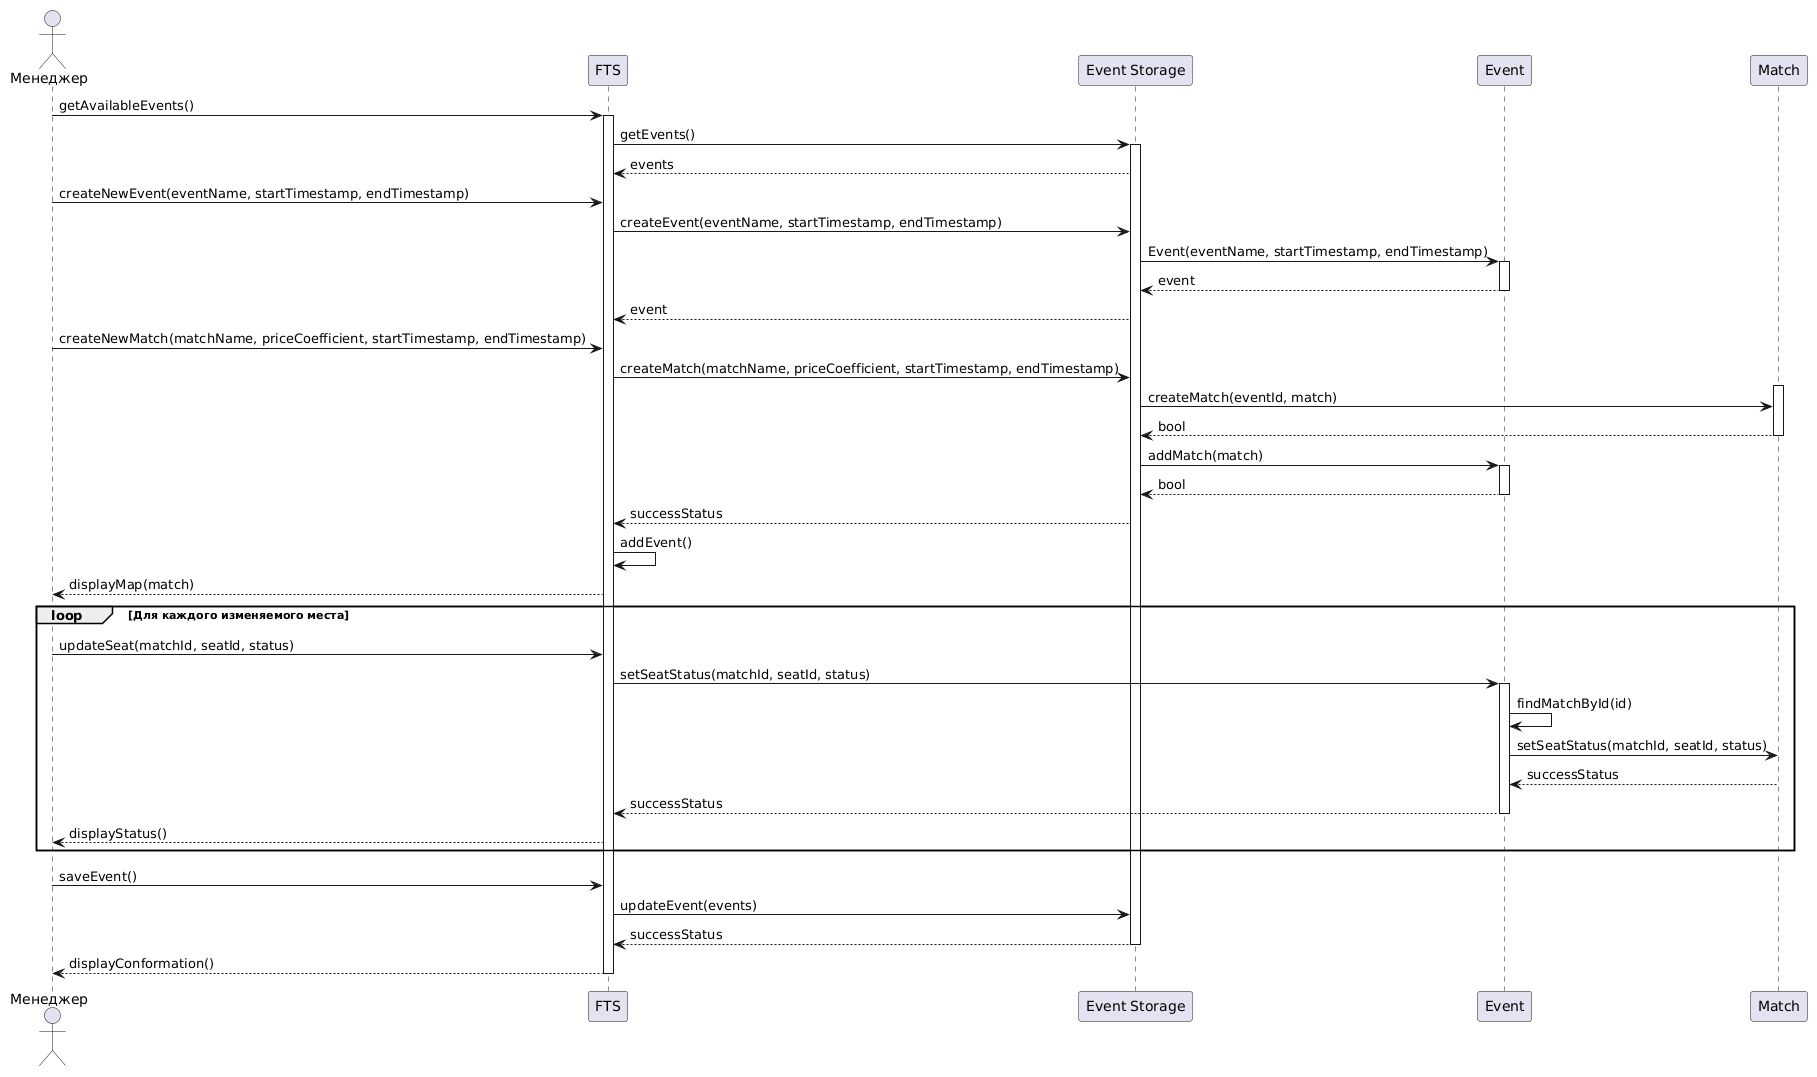 Менеджер
FTS
Event Storage
Event
Match
getAvailableEvents()
getEvents()
events
createNewEvent(eventName, startTimestamp, endTimestamp)
createEvent(eventName, startTimestamp, endTimestamp)
Event(eventName, startTimestamp, endTimestamp)
event
event
createNewMatch(matchName, priceCoefficient, startTimestamp, endTimestamp)
createMatch(matchName, priceCoefficient, startTimestamp, endTimestamp)
createMatch(eventId, match)
bool
addMatch(match)
bool
successStatus
addEvent()
displayMap(match)
loop [Для каждого изменяемого места]
updateSeat(matchId, seatId, status)
setSeatStatus(matchId, seatId, status)
findMatchById(id)
setSeatStatus(matchId, seatId, status)
successStatus
successStatus
displayStatus()
saveEvent()
updateEvent(events)
successStatus
displayConformation()
Менеджер
FTS
Event Storage
Event
Match